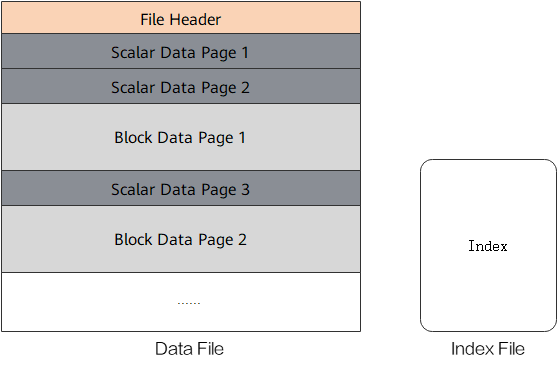 File Header
Scalar Data Page 1
Scalar Data Page 2
Block Data Page 1
Scalar Data Page 3
Block Data Page 2
......
Data File
Index
Index File